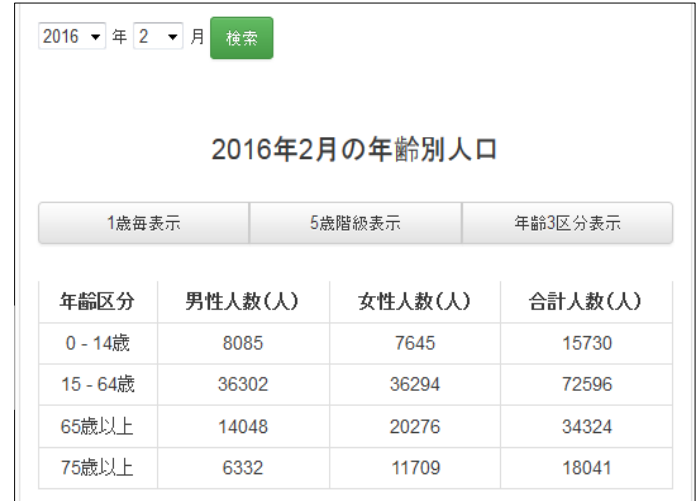 2016 年 2 月 検索
2016年2月の年齢別人口
1歳毎表示 5歳階級表示 年齢3区分表示
年齢区分 男性人数(人) 女性人数(人) 合計人数(人)
0 - 14歳 8085 7645 15730
15 - 64歳 36302 36294 72596
65歳以上 14048 20276 34324
75歳以上 6332 11709 18041